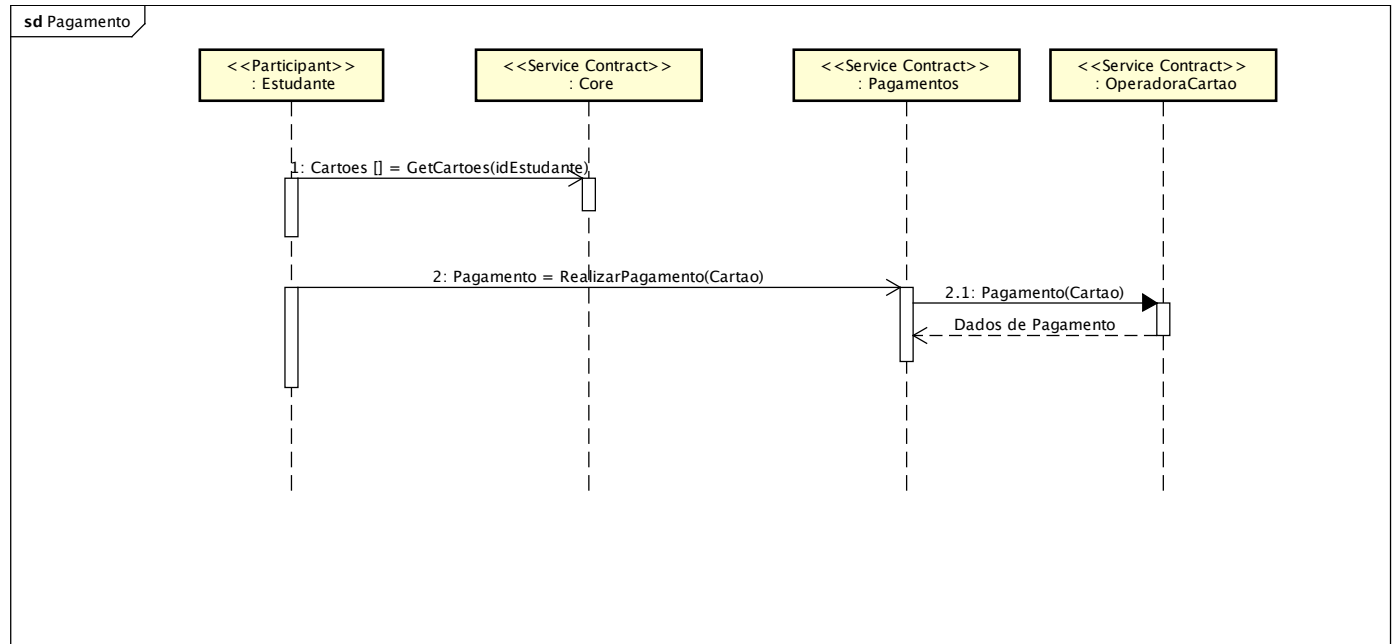 sd Pagamento
<<Participant>>
: Estudante
<<Service Contract>>
: Core
<<Service Contract>>
: Pagamentos
<<Service Contract>>
: OperadoraCartao
1: Cartoes [] = GetCartoes(idEstudante)
2: Pagamento = RealizarPagamento(Cartao)
2.1: Pagamento(Cartao)
Dados de Pagamento